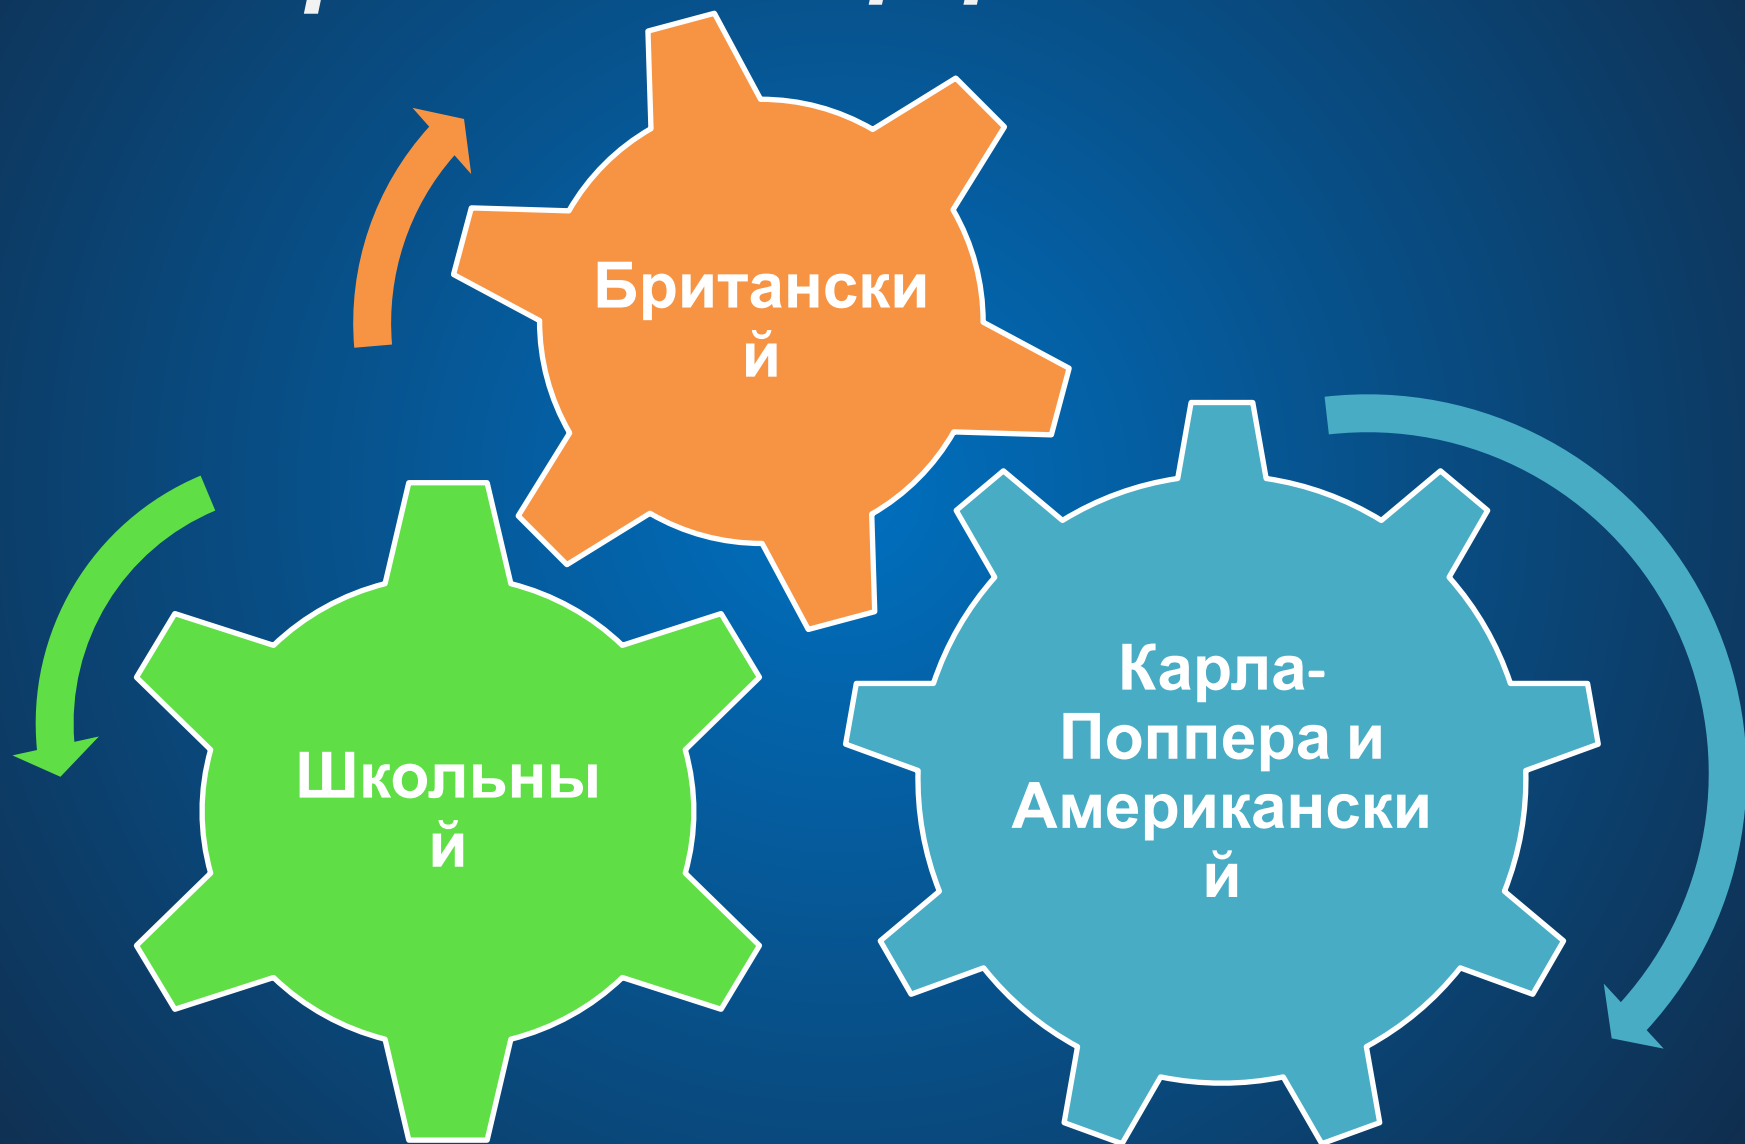 Британски
й
Школьны
й
Карла-
Поппера и
Американски
й